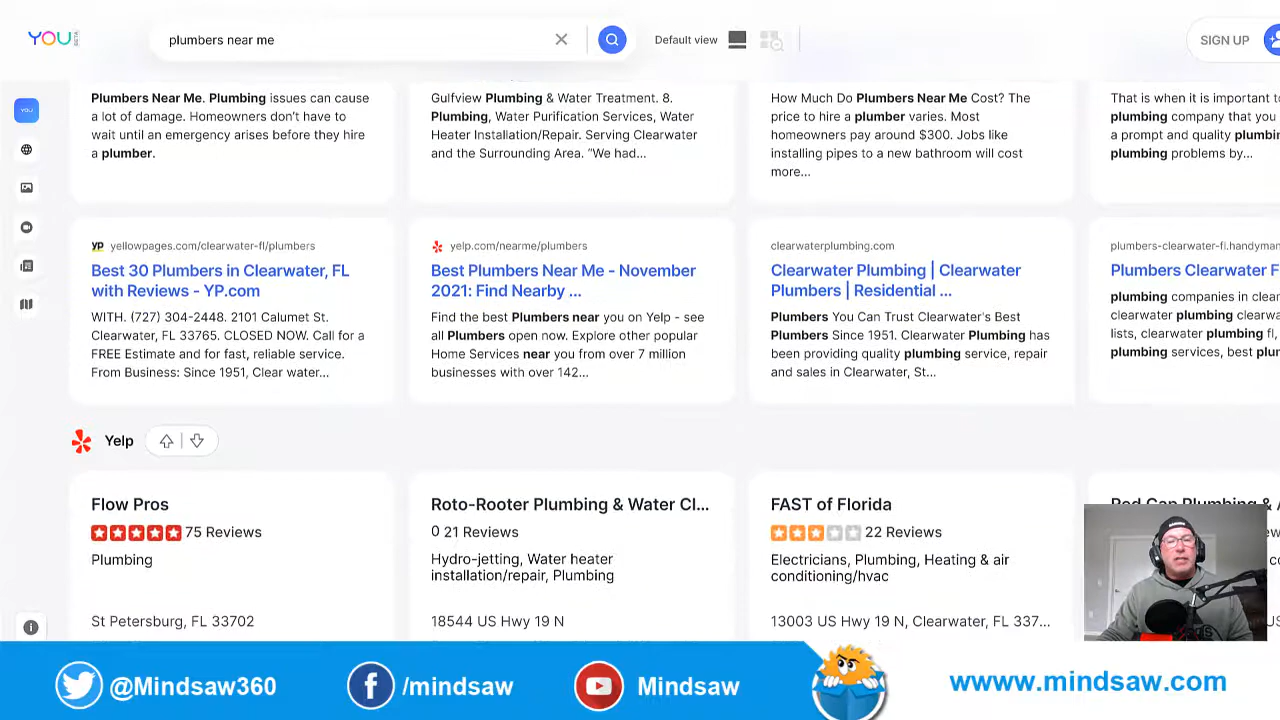 YOU BETA
plumbers near me
Default view
SIGN UP
Plumbers Near Me. Plumbing issues can cause
a lot of damage. Homeowners don't have to
wait until an emergency arises before they hire
a plumber.
Gulfview Plumbing & Water Treatment. 8.
Plumbing, Water Purification Services, Water
Heater Installation/Repair. Serving Clearwater
and the Surrounding Area. "We had...
How Much Do Plumbers Near Me Cost? The
price to hire a plumber varies. Most
homeowners pay around $300. Jobs like
installing pipes to a new bathroom will cost
more...
That is when it is important t
plumbing company that you
a prompt and quality plumbi
plumbing problems by...
you
YP yellowpages.com/clearwater-fl/plumbers
Best 30 Plumbers in Clearwater, FL
with Reviews - YP.com
WITH. (727) 304-2448. 2101 Calumet St.
Clearwater, FL 33765. CLOSED NOW. Call for a
FREE Estimate and for fast, reliable service.
From Business: Since 1951, Clear water...
yelp.com/nearme/plumbers
Best Plumbers Near Me - November
2021: Find Nearby ...
Find the best Plumbers near you on Yelp - see
all Plumbers open now. Explore other popular
Home Services near you from over 7 million
businesses with over 142...
clearwaterplumbing.com
Clearwater Plumbing | Clearwater
Plumbers | Residential ...
Plumbers You Can Trust Clearwater's Best
Plumbers Since 1951. Clearwater Plumbing has
been providing quality plumbing service, repair
and sales in Clearwater, St...
plumbers-clearwater-fl.handyma
Plumbers Clearwater F
plumbing companies in clear
clearwater plumbing clearwa
lists, clearwater plumbing fl,
plumbing services, best plun
Yelp
Flow Pros
75 Reviews
Plumbing
St Petersburg, FL 33702
Roto-Rooter Plumbing & Water Cl...
0 21 Reviews
Hydro-jetting, Water heater
installation/repair, Plumbing
18544 US Hwy 19 N
FAST of Florida
22 Reviews
Electricians, Plumbing, Heating & air
conditioning/hvac
13003 US Hwy 19 N, Clearwater, FL 337...
Plumbing &
@Mindsaw360
/mindsaw
Mindsaw
www.mindsaw.com